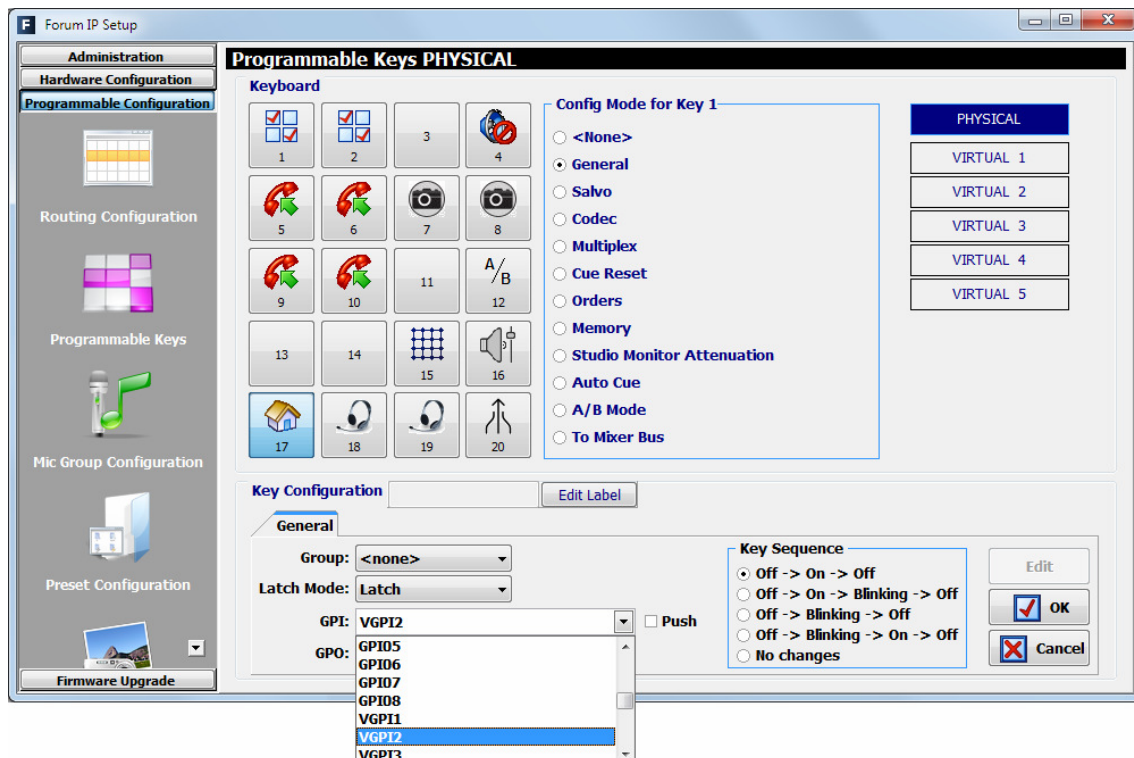 Forum IP Setup
Administration
Hardware Configuration
Programmable Configuration
Routing Configuration
Programmable Keys
Mic Group Configuration
Preset Configuration
Firmware Upgrade
Programmable Keys PHYSICAL
Keyboard
1
2
3
4
5
6
7
8
9
10
11
A/B
12
13
14
15
16
17
18
19
20
Config Mode for Key 1
<None>
General
Salvo
Codec
Multiplex
Cue Reset
Orders
Memory
Studio Monitor Attenuation
Auto Cue
A/B Mode
To Mixer Bus
PHYSICAL
VIRTUAL 1
VIRTUAL 2
VIRTUAL 3
VIRTUAL 4
VIRTUAL 5
Key Configuration
Edit Label
General
Group: <none>
Latch Mode: Latch
GPI: VGPI2
Push
GPO:
GPI05
GPI06
GPI07
GPI08
VGPI1
VGPI2
VGPI3
Key Sequence
Off -> On -> Off
Off -> On -> Blinking -> Off
Off -> Blinking -> Off
Off -> Blinking -> On -> Off
No changes
Edit
OK
Cancel